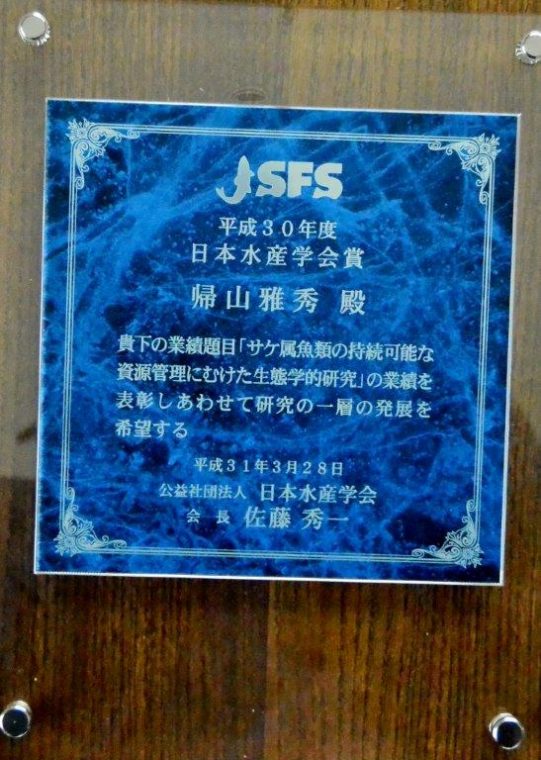 JSFS
平成30年度
日本水産学会賞
帰山雅秀 殿
貴下の業績題目「サケ属魚類の持続可能な
資源管理にむけた生態学的研究」の業績を
表彰しあわせて研究の一層の発展を
希望する
平成31年3月28日
公益社団法人 日本水産学会
会長 佐藤 秀一